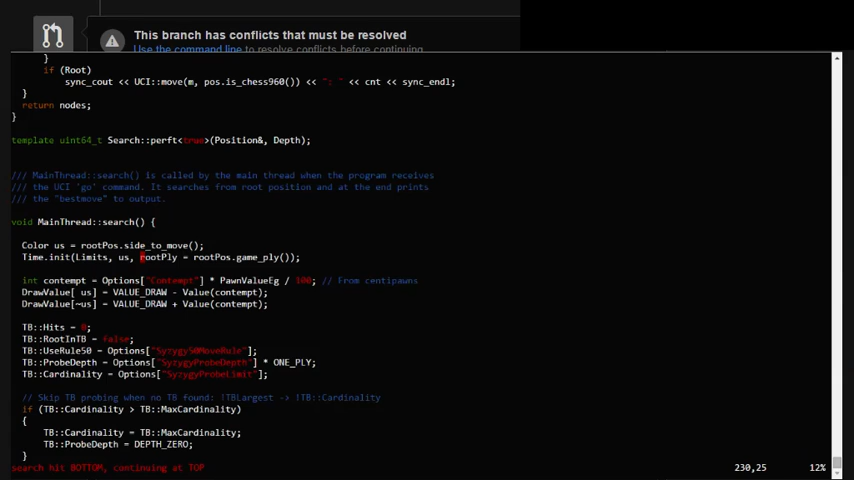 This branch has conflicts that must be resolved
Use the command line to resolve conflicts before continuing.
}
if (Root)
sync_cout << UCI::move(m, pos.is_chess960()) << ": " << cnt << sync_endl;
}
return nodes;
}
template uint64_t Search::perft<true>(Position&, Depth);
/// MainThread::search() is called by the main thread when the program receives
/// the UCI 'go' command. It searches from root position and at the end prints
/// the "bestmove" to output.
void MainThread::search() {
Color us = rootPos.side_to_move();
Time.init(Limits, us, rootPly = rootPos.game_ply());
int contempt = Options["Contempt"] * PawnValueEg / 100; // From centipawns
DrawValue[ us] = VALUE_DRAW - Value(contempt);
DrawValue[~us] = VALUE_DRAW + Value(contempt);
TB::Hits = 0;
TB::RootInTB = false;
TB::UseRule50 = Options["Syzygy50MoveRule"];
TB::ProbeDepth = Options["SyzygyProbeDepth"] * ONE_PLY;
TB::Cardinality = Options["SyzygyProbeLimit"];
// Skip TB probing when no TB found: !TBLargest -> !TB::Cardinality
if (TB::Cardinality > TB::MaxCardinality)
{
TB::Cardinality = TB::MaxCardinality;
TB::ProbeDepth = DEPTH_ZERO;
}
search hit BOTTOM, continuing at TOP 230,25 12%